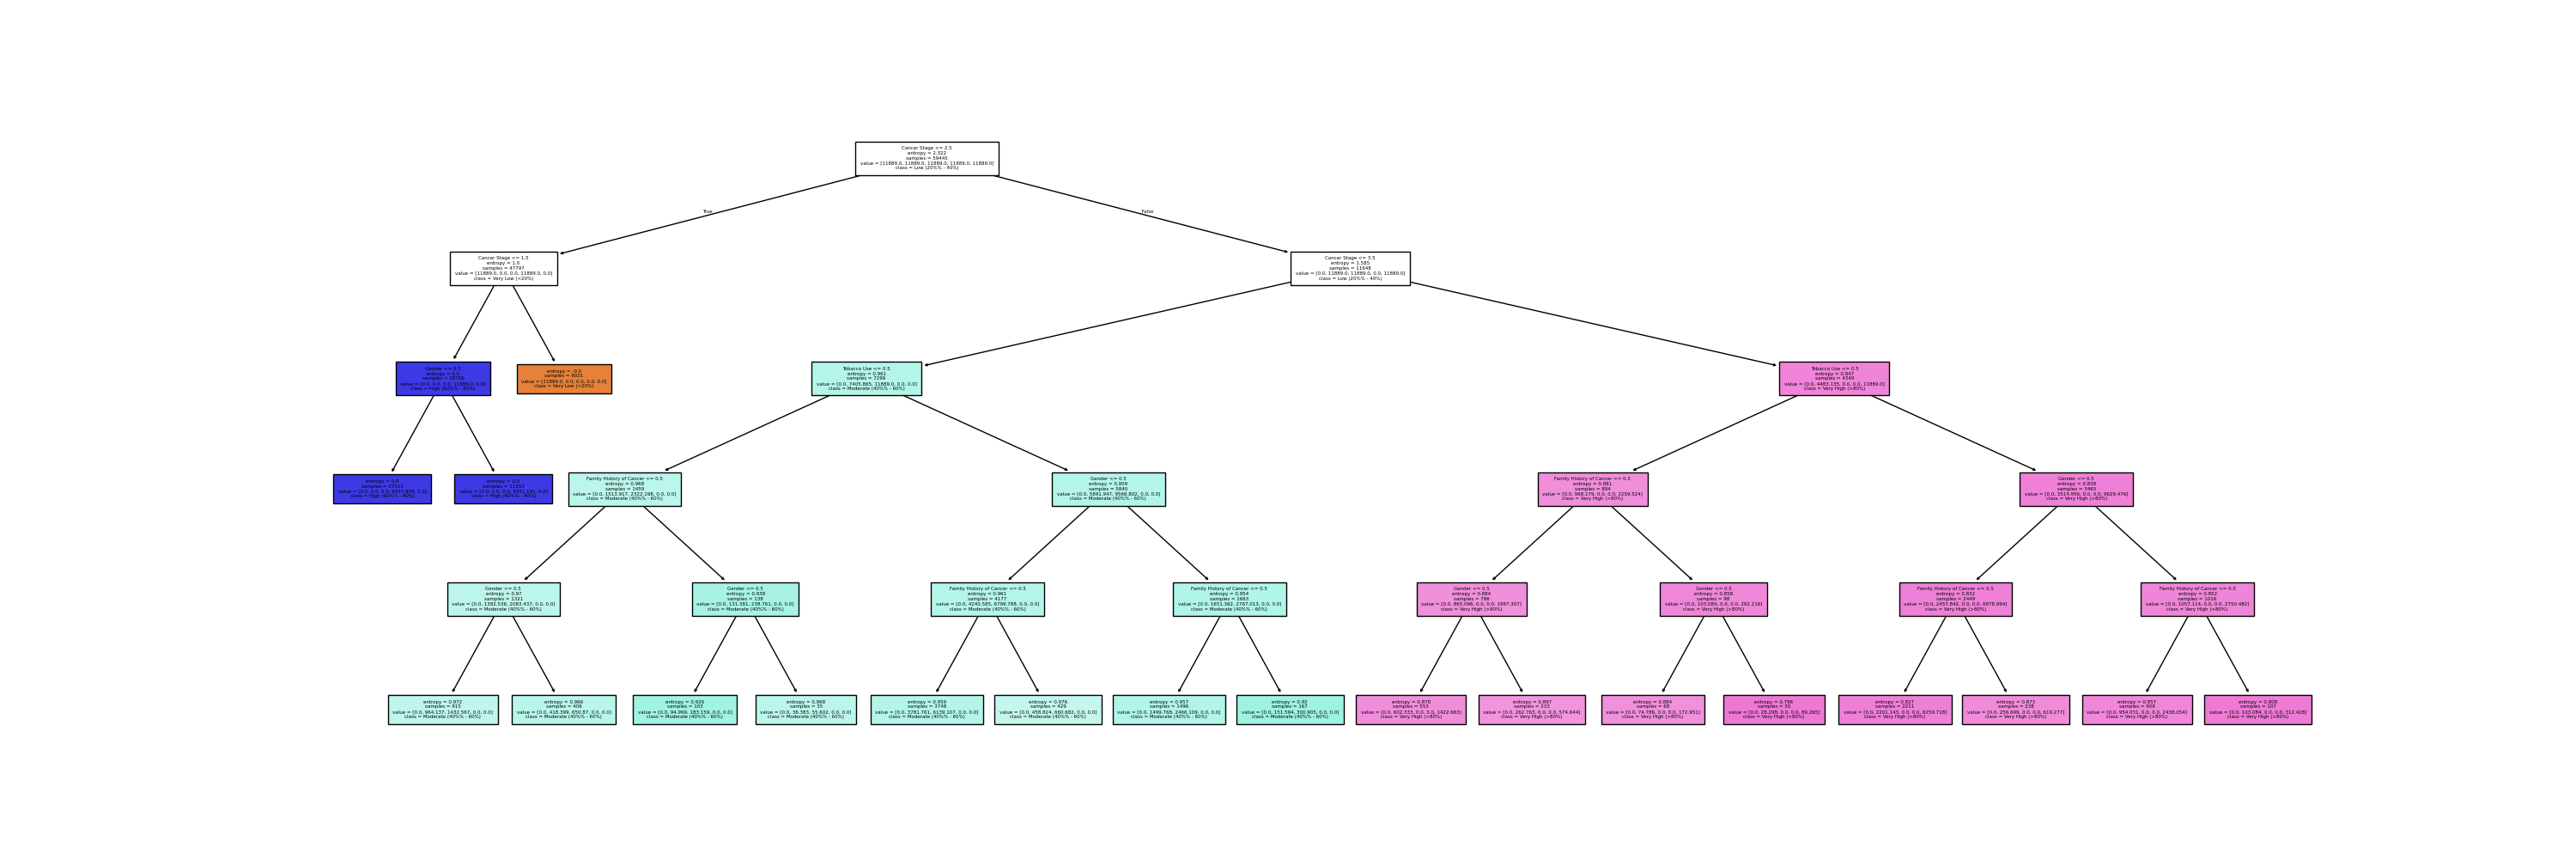 Cancer Stage <= 2.5
entropy = 2.322
samples = 59445
value = [11889.0, 11889.0, 11889.0, 11889.0, 11889.0]
class = Low (20%% - 40%)
True
False
Cancer Stage <= 1.5
entropy = 1.0
samples = 47797
value = [11889.0, 0.0, 0.0, 11889.0, 0.0]
class = Very Low (<20%)
Cancer Stage <= 3.5
entropy = 1.585
samples = 11648
value = [0.0, 11889.0, 11889.0, 0.0, 11889.0]
class = Low (20%% - 40%)
Gender <= 0.5
entropy = 0.0
value = [0.0, 0.0, 0.0, 11889.0, 0.0]
class = High (60%% - 80%)
entropy = -0.0
samples = 9031
value = [11889.0, 0.0, 0.0, 0.0, 0.0]
class = Very Low (<20%)
Tobacco Use <= 0.5
entropy = 0.961
samples = 7299
value = [0.0, 7405.865, 11889.0, 0.0, 0.0]
class = Moderate (40%% - 60%)
Tobacco Use <= 0.5
entropy = 0.847
samples = 4349
value = [0.0, 4483.135, 0.0, 0.0, 11889.0]
class = Very High (>80%)
entropy = 0.0
class = High (60%% - 80%)
entropy = 0.0
class = High (60%% - 80%)
Family History of Cancer <= 0.5
entropy = 0.968
samples = 1459
value = [0.0, 1513.917, 2322.198, 0.0, 0.0]
class = Moderate (40%% - 60%)
Gender <= 0.5
entropy = 0.959
samples = 5840
value = [0.0, 5891.947, 9566.802, 0.0, 0.0]
class = Moderate (40%% - 60%)
Family History of Cancer <= 0.5
entropy = 0.881
samples = 884
value = [0.0, 968.179, 0.0, 0.0, 2259.524]
class = Very High (>80%)
Gender <= 0.5
entropy = 0.838
samples = 3465
value = [0.0, 3514.956, 0.0, 0.0, 9629.476]
class = Very High (>80%)
Gender <= 0.5
entropy = 0.97
samples = 1321
value = [0.0, 1382.536, 2083.437, 0.0, 0.0]
class = Moderate (40%% - 60%)
Gender <= 0.5
entropy = 0.938
samples = 138
value = [0.0, 131.381, 238.761, 0.0, 0.0]
class = Moderate (40%% - 60%)
Family History of Cancer <= 0.5
entropy = 0.961
samples = 4177
value = [0.0, 4240.585, 6799.788, 0.0, 0.0]
class = Moderate (40%% - 60%)
Family History of Cancer <= 0.5
entropy = 0.954
samples = 1663
value = [0.0, 1651.362, 2767.013, 0.0, 0.0]
class = Moderate (40%% - 60%)
Gender <= 0.5
entropy = 0.884
samples = 786
value = [0.0, 865.096, 0.0, 0.0, 1997.307]
class = Very High (>80%)
Gender <= 0.5
entropy = 0.858
samples = 98
value = [0.0, 103.084, 0.0, 0.0, 262.216]
class = Very High (>80%)
Family History of Cancer <= 0.5
entropy = 0.832
samples = 2449
value = [0.0, 2457.842, 0.0, 0.0, 6878.994]
class = Very High (>80%)
Family History of Cancer <= 0.5
entropy = 0.852
samples = 1016
value = [0.0, 1057.114, 0.0, 0.0, 2750.482]
class = Very High (>80%)
entropy = 0.972
samples = 915
value = [0.0, 964.137, 1432.567, 0.0, 0.0]
class = Moderate (40%% - 60%)
entropy = 0.966
samples = 406
value = [0.0, 418.399, 650.87, 0.0, 0.0]
class = Moderate (40%% - 60%)
entropy = 0.926
samples = 103
value = [0.0, 94.999, 183.159, 0.0, 0.0]
class = Moderate (40%% - 60%)
entropy = 0.968
samples = 35
value = [0.0, 36.383, 55.602, 0.0, 0.0]
class = Moderate (40%% - 60%)
entropy = 0.959
samples = 3748
value = [0.0, 3781.761, 6139.107, 0.0, 0.0]
class = Moderate (40%% - 60%)
entropy = 0.976
samples = 429
value = [0.0, 458.824, 660.682, 0.0, 0.0]
class = Moderate (40%% - 60%)
entropy = 0.957
samples = 1496
value = [0.0, 1499.768, 2466.109, 0.0, 0.0]
class = Moderate (40%% - 60%)
entropy = 0.92
samples = 167
value = [0.0, 151.594, 300.905, 0.0, 0.0]
class = Moderate (40%% - 60%)
entropy = 0.878
samples = 553
value = [0.0, 602.333, 0.0, 0.0, 1422.663]
class = Very High (>80%)
entropy = 0.897
samples = 233
value = [0.0, 262.763, 0.0, 0.0, 574.644]
class = Very High (>80%)
entropy = 0.884
samples = 68
value = [0.0, 74.786, 0.0, 0.0, 172.951]
class = Very High (>80%)
entropy = 0.796
samples = 30
value = [0.0, 28.298, 0.0, 0.0, 89.265]
class = Very High (>80%)
entropy = 0.827
samples = 2211
value = [0.0, 2201.143, 0.0, 0.0, 6259.718]
class = Very High (>80%)
entropy = 0.873
samples = 238
value = [0.0, 256.699, 0.0, 0.0, 619.277]
class = Very High (>80%)
entropy = 0.857
samples = 909
value = [0.0, 954.031, 0.0, 0.0, 2438.054]
class = Very High (>80%)
entropy = 0.808
samples = 107
value = [0.0, 103.084, 0.0, 0.0, 312.428]
class = Very High (>80%)